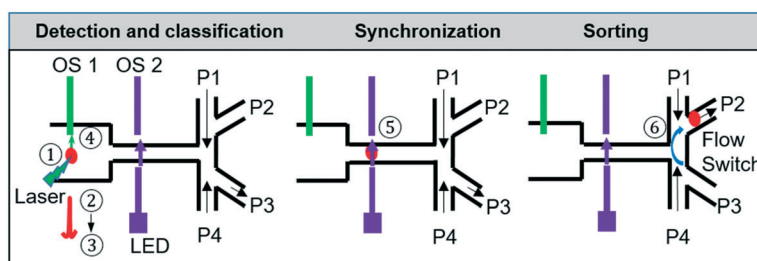 Detection and classification
Synchronization
Sorting
OS 1 OS 2 P1
P2
④
①
Laser
②
③
LED
P3
P4
P1
P2
⑤
P3
P4
P1
P2
⑥
Flow
Switch
P3
P4